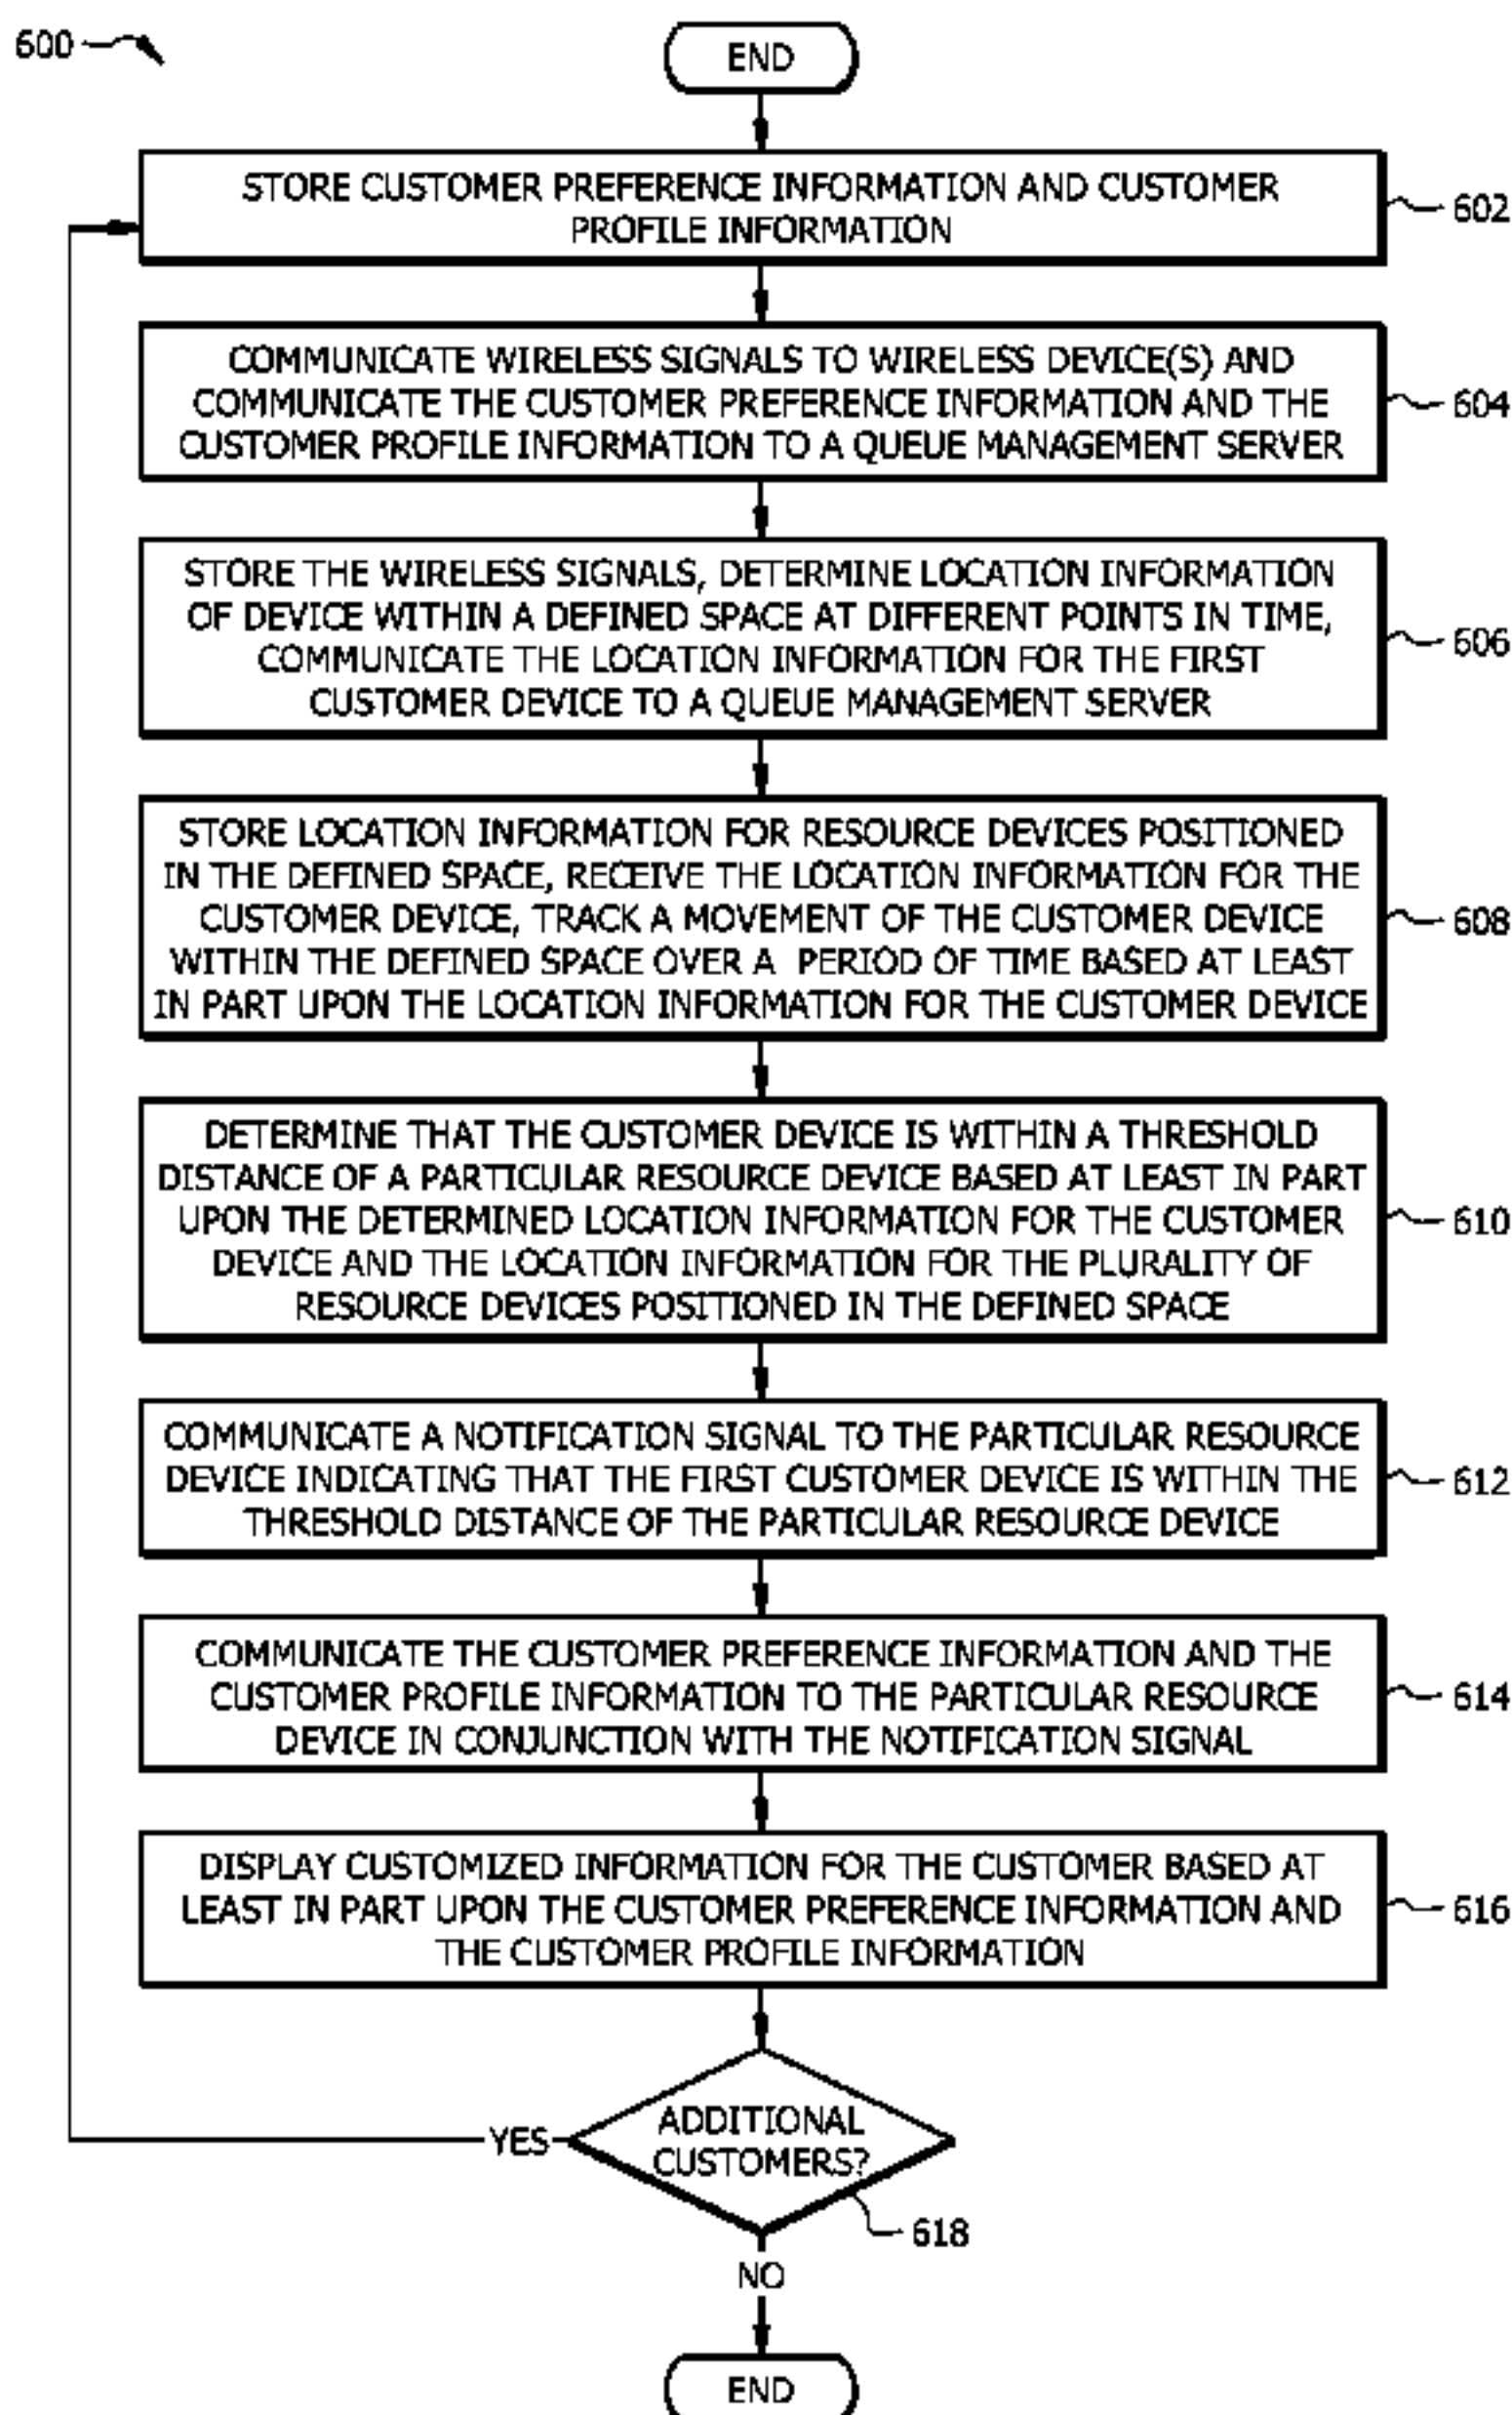 600
END
STORE CUSTOMER PREFERENCE INFORMATION AND CUSTOMER
PROFILE INFORMATION
602
COMMUNICATE WIRELESS SIGNALS TO WIRELESS DEVICE(S) AND
COMMUNICATE THE CUSTOMER PREFERENCE INFORMATION AND THE
CUSTOMER PROFILE INFORMATION TO A QUEUE MANAGEMENT SERVER
604
STORE THE WIRELESS SIGNALS, DETERMINE LOCATION INFORMATION
OF DEVICE WITHIN A DEFINED SPACE AT DIFFERENT POINTS IN TIME,
COMMUNICATE THE LOCATION INFORMATION FOR THE FIRST
CUSTOMER DEVICE TO A QUEUE MANAGEMENT SERVER
606
STORE LOCATION INFORMATION FOR RESOURCE DEVICES POSITIONED
IN THE DEFINED SPACE, RECEIVE THE LOCATION INFORMATION FOR THE
CUSTOMER DEVICE, TRACK A MOVEMENT OF THE CUSTOMER DEVICE
WITHIN THE DEFINED SPACE OVER A PERIOD OF TIME BASED AT LEAST
IN PART UPON THE LOCATION INFORMATION FOR THE CUSTOMER DEVICE
608
DETERMINE THAT THE CUSTOMER DEVICE IS WITHIN A THRESHOLD
DISTANCE OF A PARTICULAR RESOURCE DEVICE BASED AT LEAST IN PART
UPON THE DETERMINED LOCATION INFORMATION FOR THE CUSTOMER
DEVICE AND THE LOCATION INFORMATION FOR THE PLURALITY OF
RESOURCE DEVICES POSITIONED IN THE DEFINED SPACE
610
COMMUNICATE A NOTIFICATION SIGNAL TO THE PARTICULAR RESOURCE
DEVICE INDICATING THAT THE FIRST CUSTOMER DEVICE IS WITHIN THE
THRESHOLD DISTANCE OF THE PARTICULAR RESOURCE DEVICE
612
COMMUNICATE THE CUSTOMER PREFERENCE INFORMATION AND THE
CUSTOMER PROFILE INFORMATION TO THE PARTICULAR RESOURCE
DEVICE IN CONJUNCTION WITH THE NOTIFICATION SIGNAL
614
DISPLAY CUSTOMIZED INFORMATION FOR THE CUSTOMER BASED AT
LEAST IN PART UPON THE CUSTOMER PREFERENCE INFORMATION AND
THE CUSTOMER PROFILE INFORMATION
616
ADDITIONAL
CUSTOMERS?
YES
618
NO
END